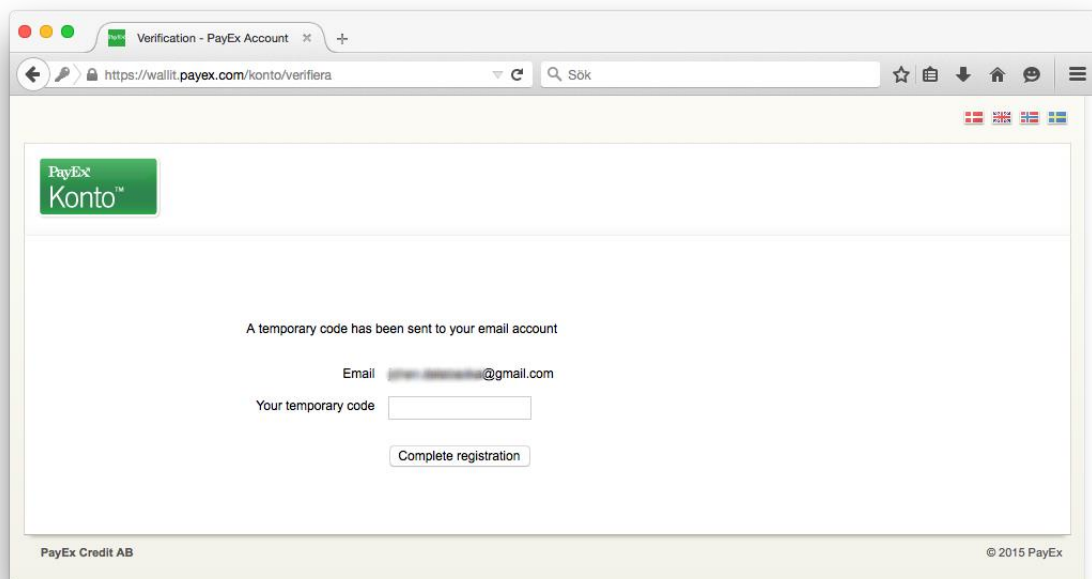 Verification - PayEx Account
https://wallit.payex.com/konto/verifiera
Sök
PayEx
Konto™
A temporary code has been sent to your email account
Email @gmail.com
Your temporary code
Complete registration
PayEx Credit AB
© 2015 PayEx